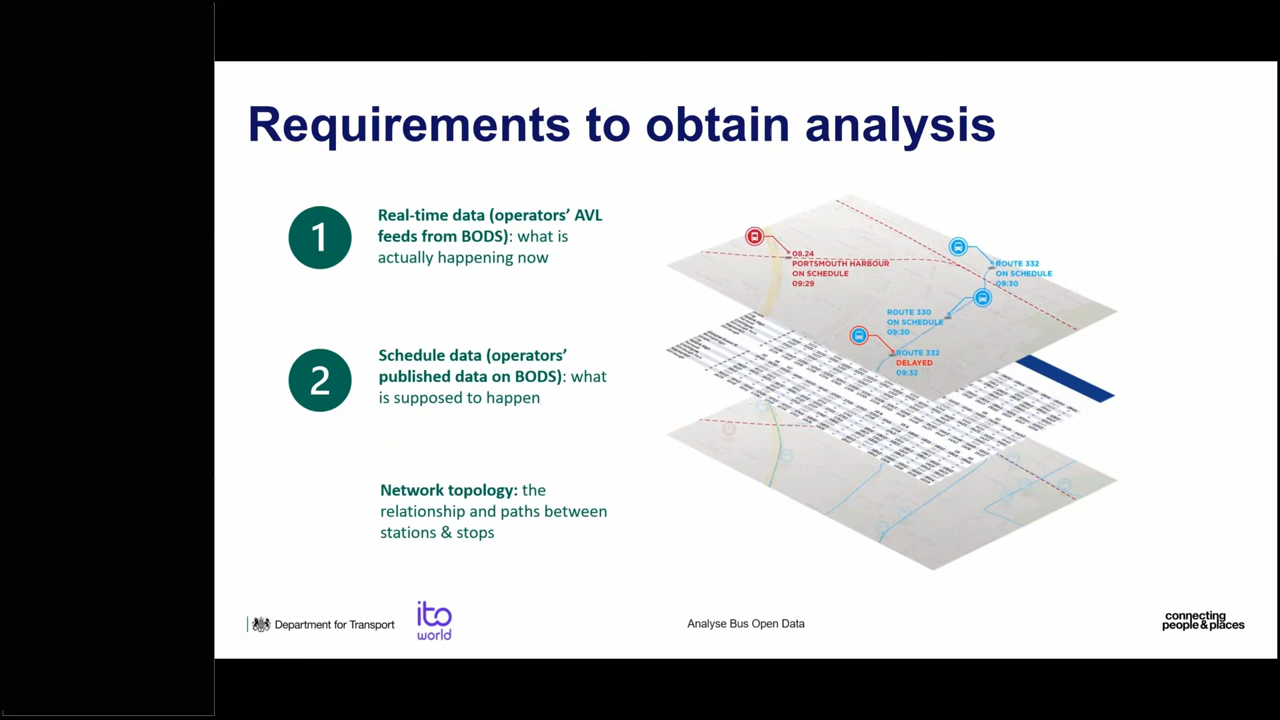 Requirements to obtain analysis
1
Real-time data (operators’ AVL
feeds from BODS): what is
actually happening now
2
Schedule data (operators’
published data on BODS): what
is supposed to happen
Network topology: the
relationship and paths between
stations & stops
08.24
PORTSMOUTH HARBOUR
ON SCHEDULE
09:29
ROUTE 332
ON SCHEDULE
09:30
ROUTE 330
ON SCHEDULE
09:30
ROUTE 332
DELAYED
09:32
Department for Transport
ito
world
Analyse Bus Open Data
connecting
people&places